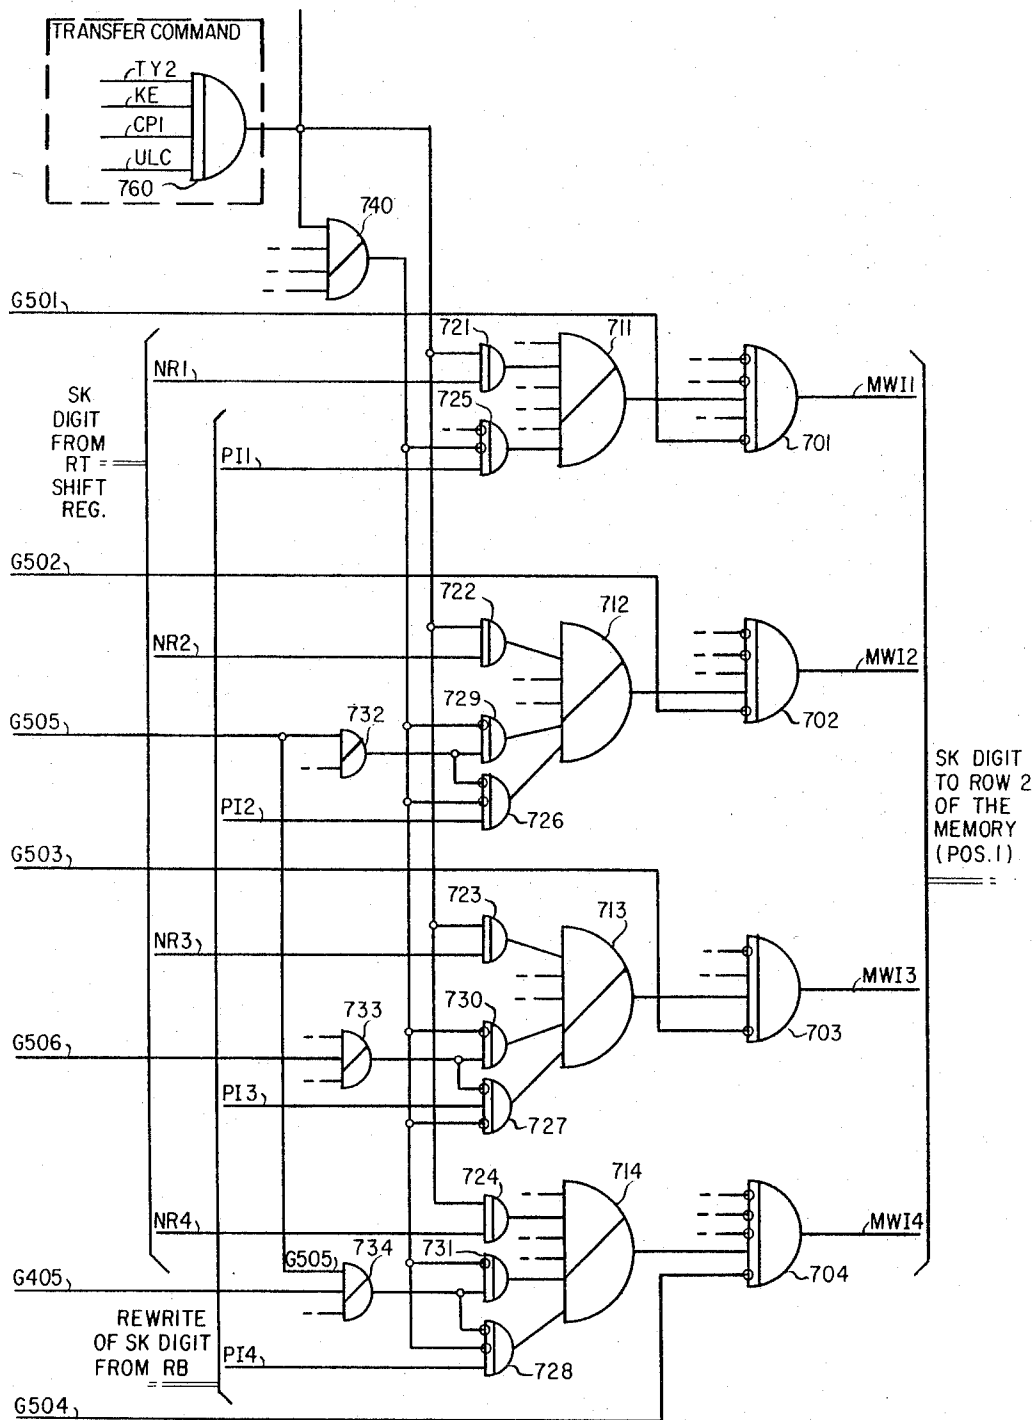 TRANSFER COMMAND
TY2
KE
CP1
ULC
760
740
G501
721
711
NR1
MWI1
SK
DIGIT
FROM
RT
SHIFT
REG.
725
PI1
701
G502
722
712
NR2
MWI2
729
G505
732
702
PI2
726
SK DIGIT
TO ROW 2
OF THE
MEMORY
(POS.1)
G503
723
713
NR3
MWI3
730
733
703
G506
PI3
727
724
714
NR4
MWI4
731
G505
734
G405
704
REWRITE
OF SK DIGIT
FROM RB
PI4
728
G504